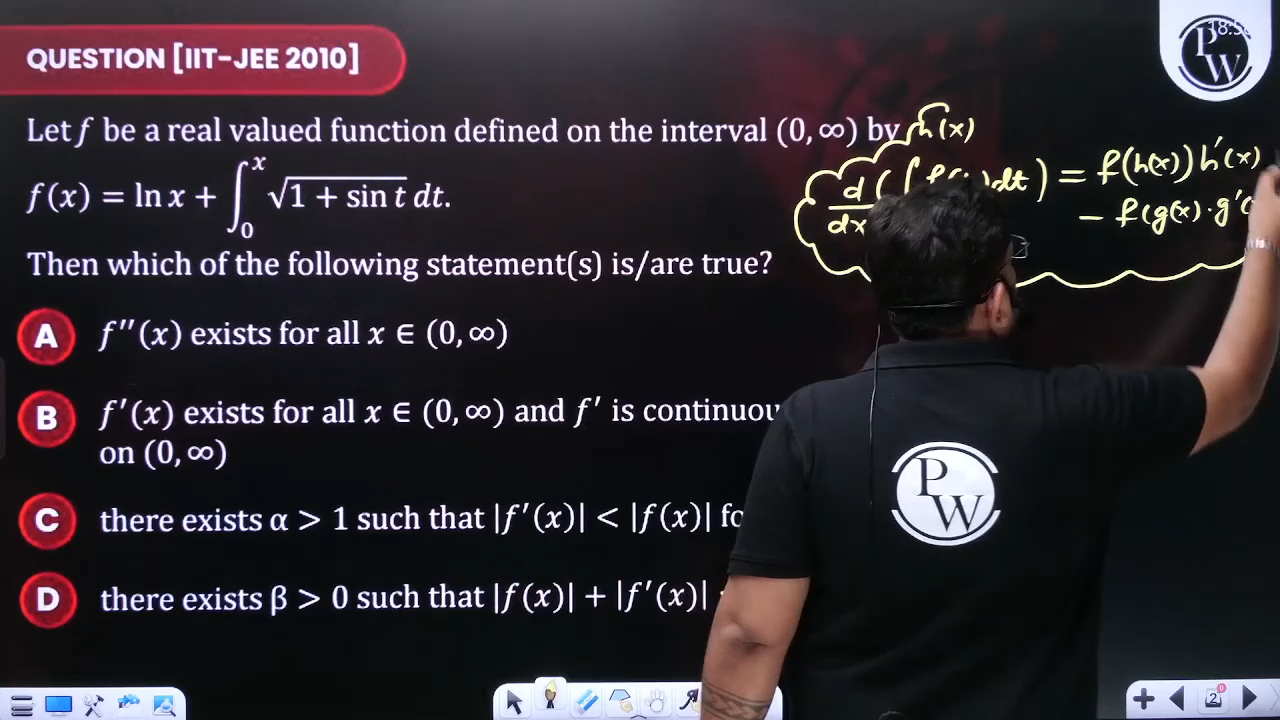 QUESTION [IIT-JEE 2010]
PW
Let f be a real valued function defined on the interval (0, ∞) by
f(x) = ln x + ∫₀ˣ √(1 + sin t) dt.
h(x)
d/dx (∫ dt) = f(h(x)) h′(x)
− f(g(x)·g′(
Then which of the following statement(s) is/are true?
A f″(x) exists for all x ∈ (0, ∞)
B f′(x) exists for all x ∈ (0, ∞) and f′ is
on (0, ∞)
C there exists α > 1 such that |f′(x)| < |f(x)|
D there exists β > 0 such that |f(x)| + |f′(x)|
PW
2